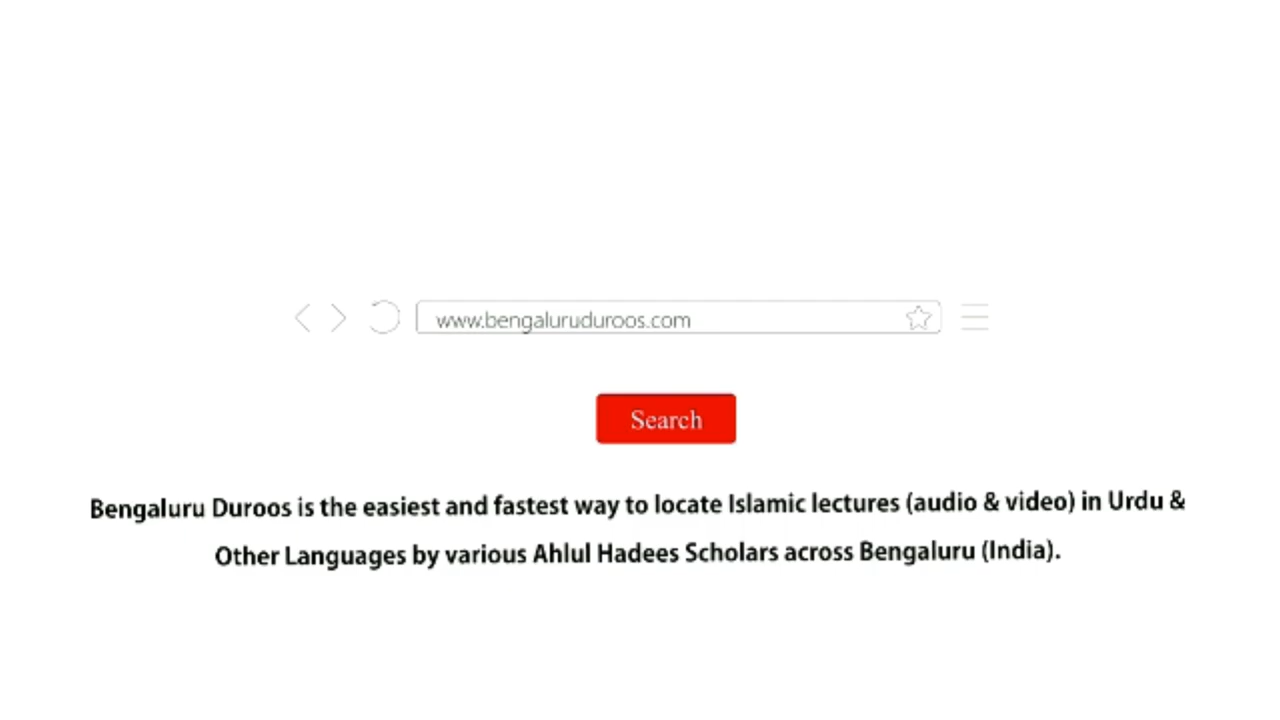 www.bengaluruduroos.com
Search
Bengaluru Duroos is the easiest and fastest way to locate Islamic lectures (audio & video) in Urdu &
Other Languages by various Ahlul Hadees Scholars across Bengaluru (India).